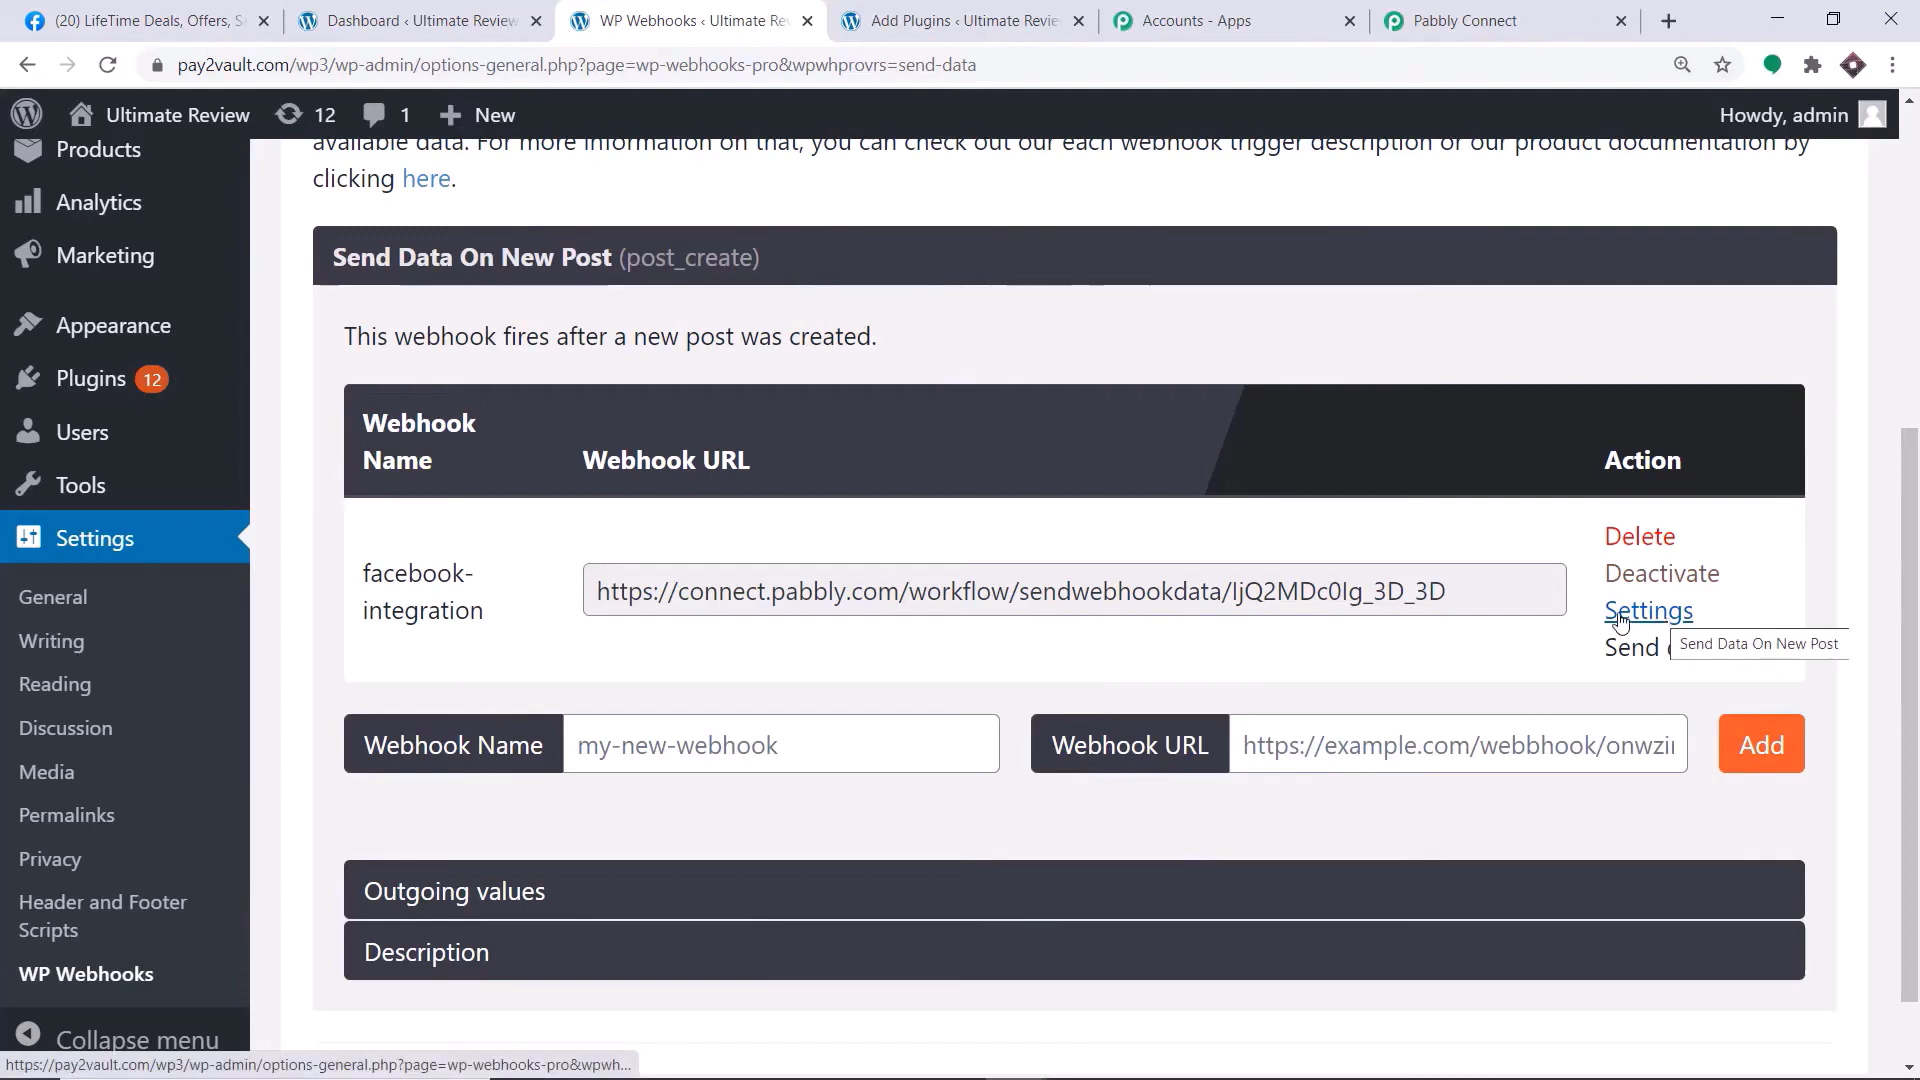 (20) LifeTime Deals, Offers, S
Dashboard ‹ Ultimate Review
WP Webhooks ‹ Ultimate Re
Add Plugins ‹ Ultimate Revie
Accounts - Apps
Pabbly Connect
pay2vault.com/wp3/wp-admin/options-general.php?page=wp-webhooks-pro&wpwhprovrs=send-data
Ultimate Review
12
1
New
Howdy, admin
Products
Analytics
Marketing
Appearance
Plugins 12
Users
Tools
Settings
General
Writing
Reading
Discussion
Media
Permalinks
Privacy
Header and Footer
Scripts
WP Webhooks
Collapse menu
available data. For more information on that, you can check out our each webhook trigger description or our product documentation by
clicking here.
Send Data On New Post (post_create)
This webhook fires after a new post was created.
Webhook
Name
Webhook URL
Action
facebook-
integration
https://connect.pabbly.com/workflow/sendwebhookdata/IjQ2MDc0Ig_3D_3D
Delete
Deactivate
Settings
Send
Send Data On New Post
Webhook Name
my-new-webhook
Webhook URL
https://example.com/webbhook/onwzi
Add
Outgoing values
Description
https://pay2vault.com/wp3/wp-admin/options-general.php?page=wp-webhooks-pro&wpwh...